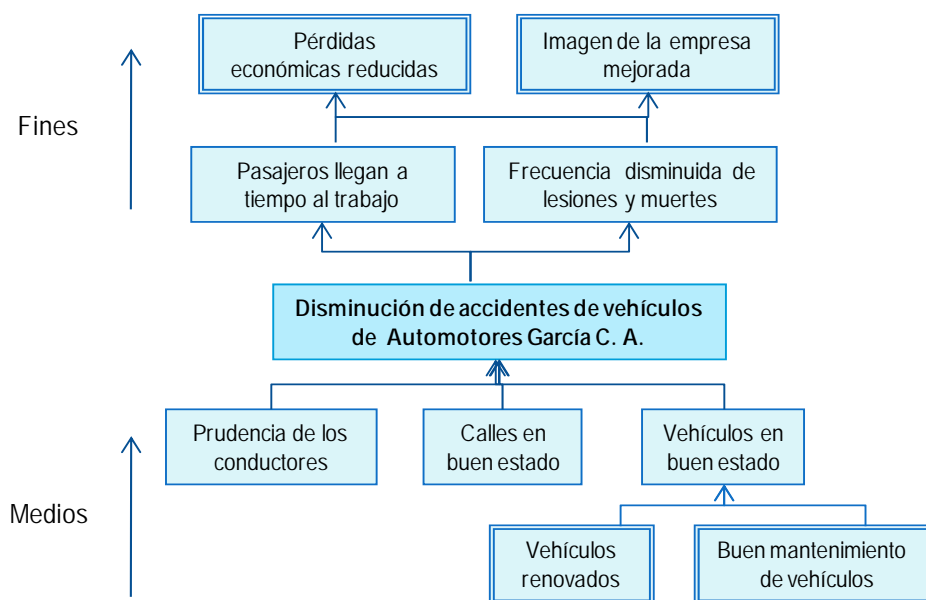 Pérdidas
económicas reducidas
Imagen de la empresa
mejorada
Fines
Pasajeros llegan a
tiempo al trabajo
Frecuencia disminuida de
lesiones y muertes
Disminución de accidentes de vehículos
de Automotores García C. A.
Prudencia de los
conductores
Calles en
buen estado
Vehículos en
buen estado
Medios
Vehículos
renovados
Buen mantenimiento
de vehículos